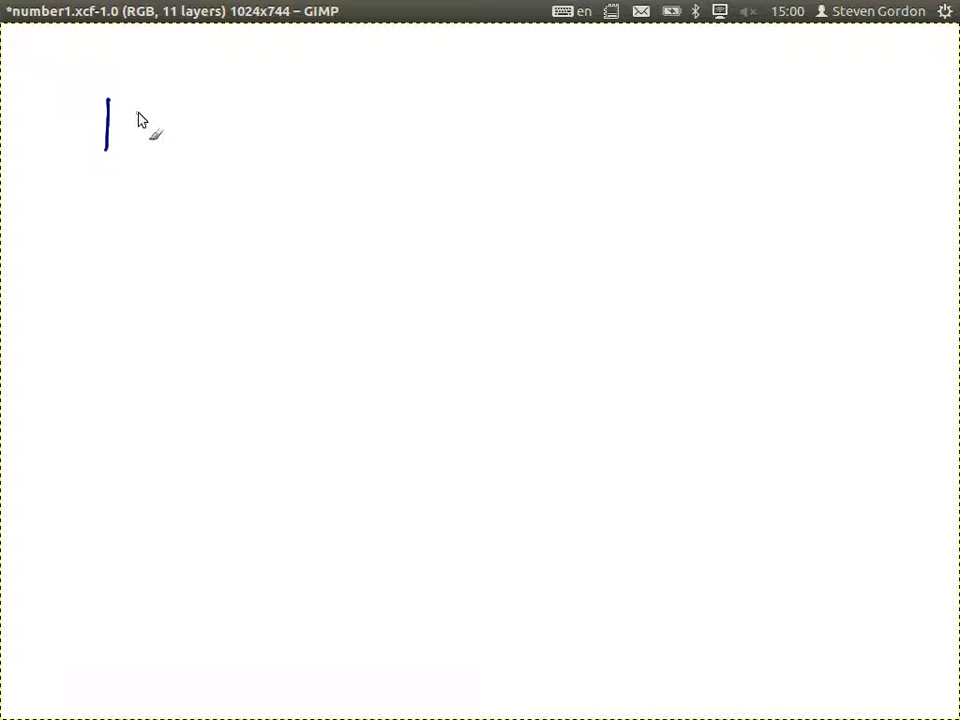 *number1.xcf-1.0 (RGB, 11 layers) 1024x744 – GIMP en 15:00 Steven Gordon